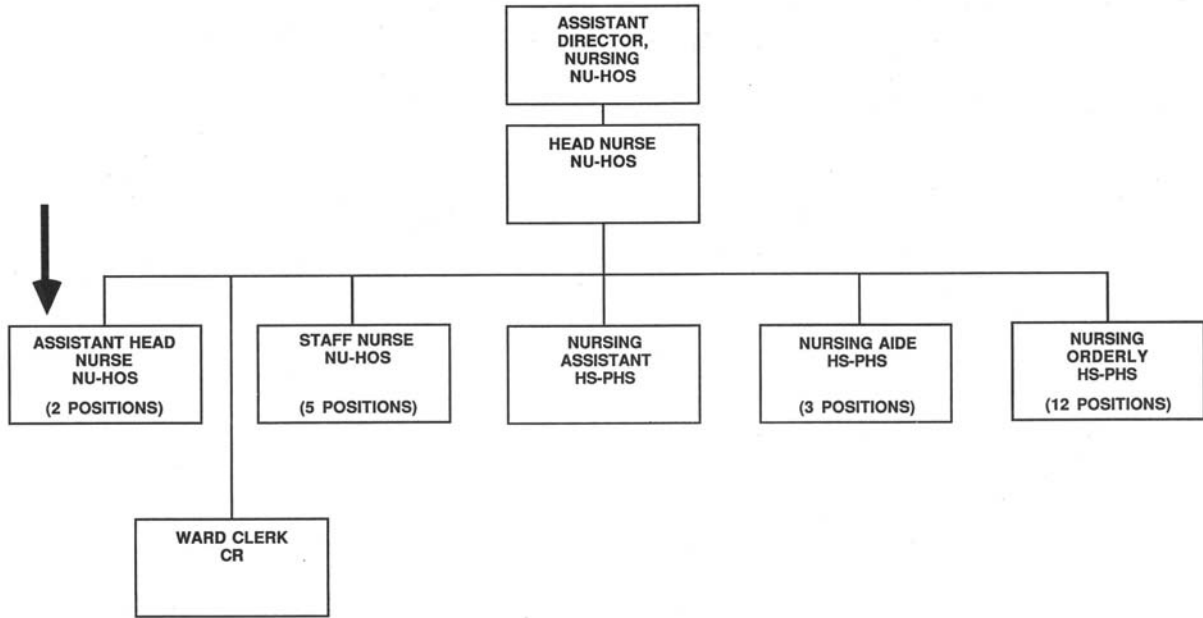 ASSISTANT
DIRECTOR,
NURSING
NU-HOS
HEAD NURSE
NU-HOS
ASSISTANT HEAD
NURSE
NU-HOS
(2 POSITIONS)
STAFF NURSE
NU-HOS
(5 POSITIONS)
NURSING
ASSISTANT
HS-PHS
NURSING AIDE
HS-PHS
(3 POSITIONS)
NURSING
ORDERLY
HS-PHS
(12 POSITIONS)
WARD CLERK
CR